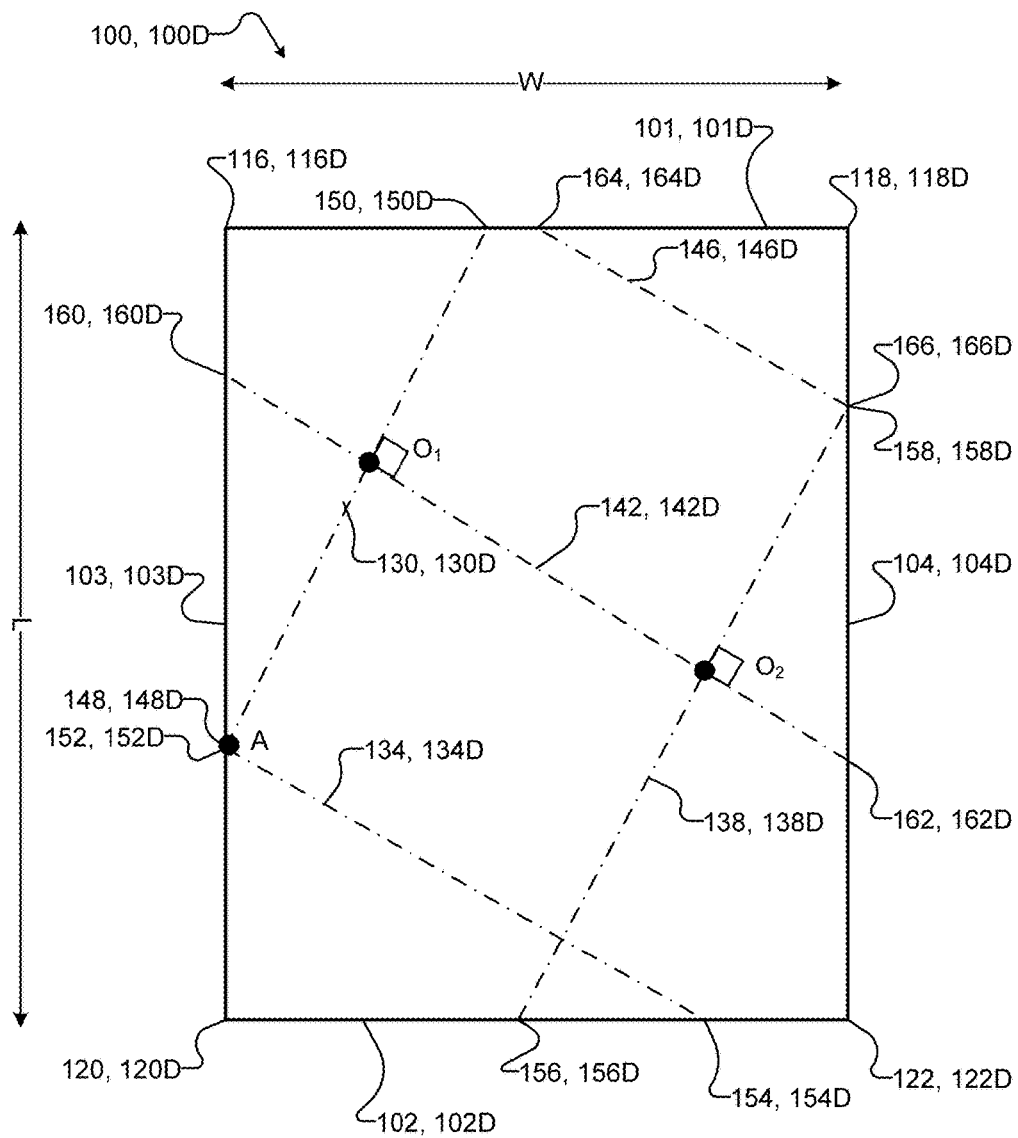 100, 100D
W
101, 101D
116, 116D
164, 164D
118, 118D
150, 150D
146, 146D
160, 160D
166, 166D
O1
158, 158D
142, 142D
130, 130D
103, 103D
104, 104D
L
O2
148, 148D
152, 152D
A
134, 134D
138, 138D
162, 162D
120, 120D
156, 156D
122, 122D
154, 154D
102, 102D